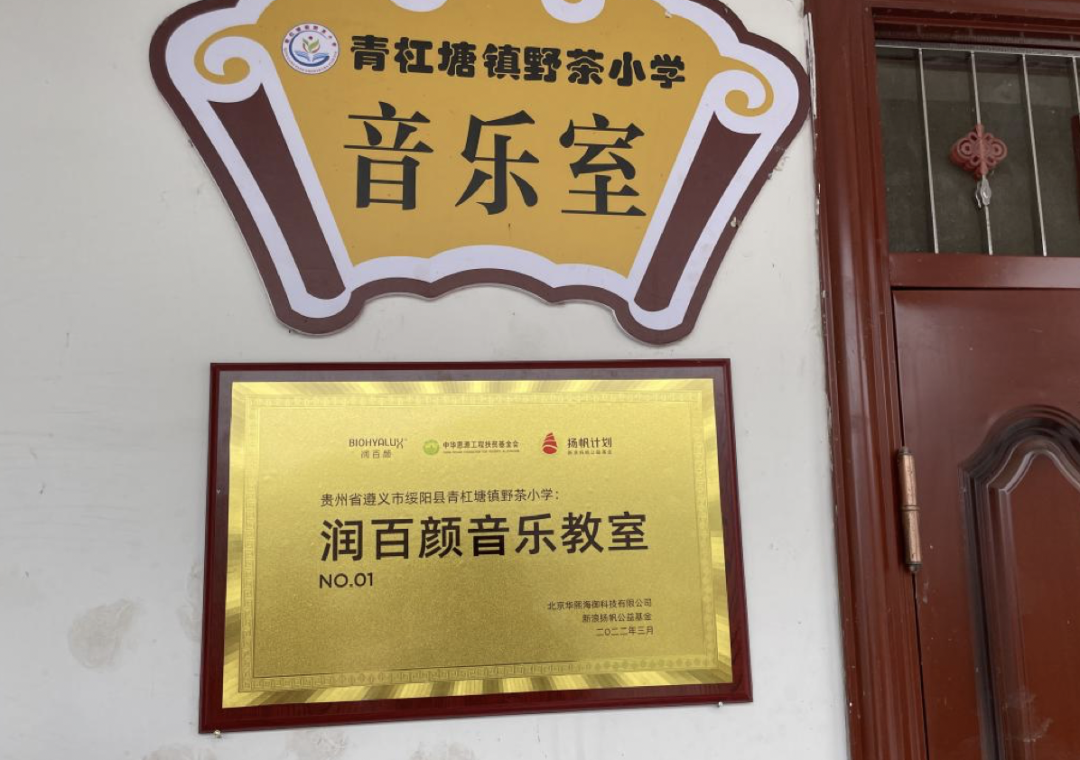 青杠塘镇野茶小学
音乐室
BIOHYALUX
润百颜
中华思源工程扶贫基金会
扬帆计划
贵州省遵义市绥阳县青杠塘镇野茶小学：
润百颜音乐教室
NO.01
北京华熙海御科技有限公司
新浪扬帆公益基金
二〇二二年三月